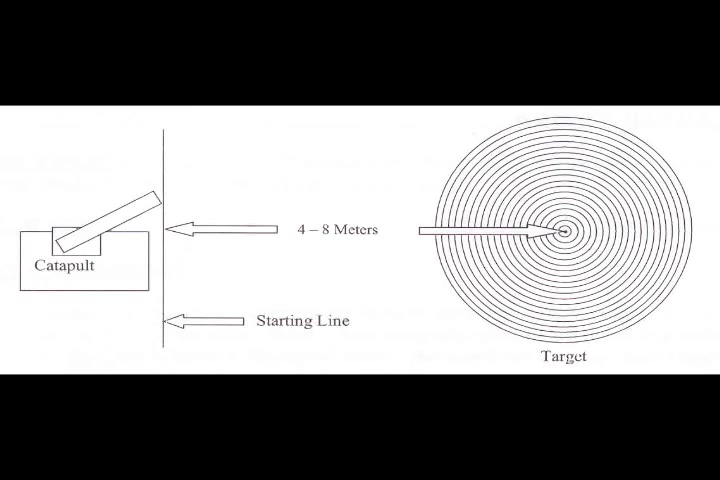 4 – 8 Meters
Catapult
Starting Line
Target